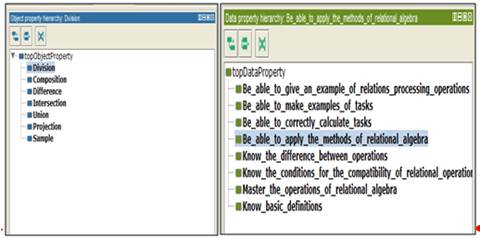 Object property hierarchy: Division
topObjectProperty
Division
Composition
Difference
Intersection
Union
Projection
Sample
Data property hierarchy: Be_able_to_apply_the_methods_of_relational_algebra
topDataProperty
Be_able_to_give_an_example_of_relations_processing_operations
Be_able_to_make_examples_of_tasks
Be_able_to_correctly_calculate_tasks
Be_able_to_apply_the_methods_of_relational_algebra
Know_the_difference_between_operations
Know_the_conditions_for_the_compatibility_of_relational_operation
Master_the_operations_of_relational_algebra
Know_basic_definitions